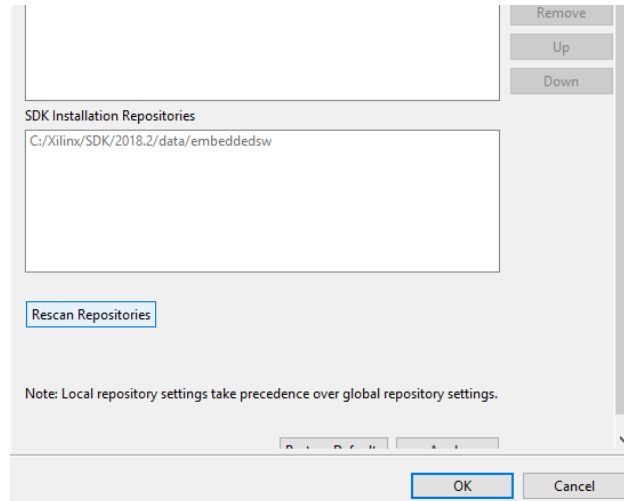 Remove
Up
Down
SDK Installation Repositories
C:/Xilinx/SDK/2018.2/data/embeddedsw
Rescan Repositories
Note: Local repository settings take precedence over global repository settings.
OK
Cancel